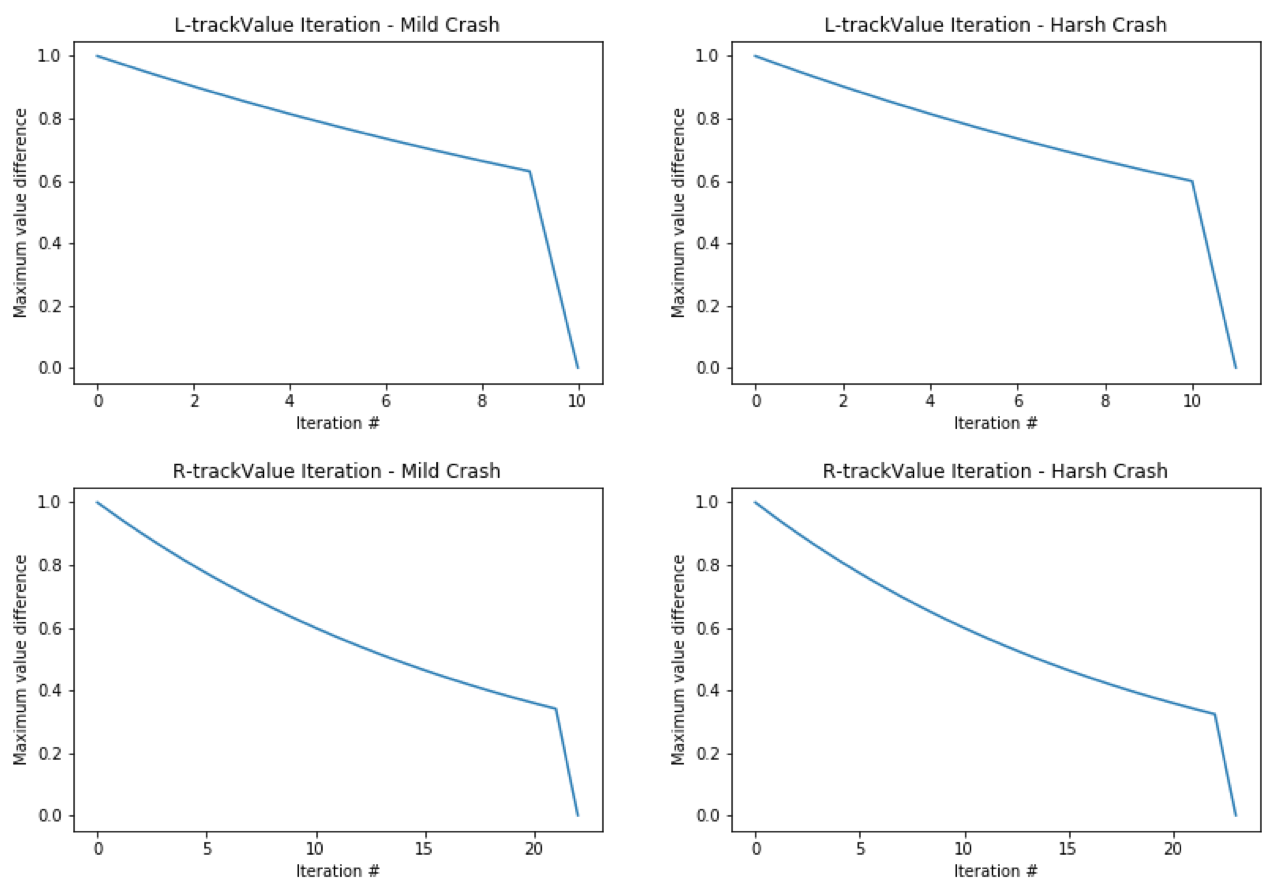 L-trackValue Iteration - Mild Crash
Maximum value difference
1.0
0.8
0.6
0.4
0.2
0.0
0 2 4 6 8 10
Iteration #
L-trackValue Iteration - Harsh Crash
Maximum value difference
1.0
0.8
0.6
0.4
0.2
0.0
0 2 4 6 8 10
Iteration #
R-trackValue Iteration - Mild Crash
Maximum value difference
1.0
0.8
0.6
0.4
0.2
0.0
0 5 10 15 20
Iteration #
R-trackValue Iteration - Harsh Crash
Maximum value difference
1.0
0.8
0.6
0.4
0.2
0.0
0 5 10 15 20
Iteration #